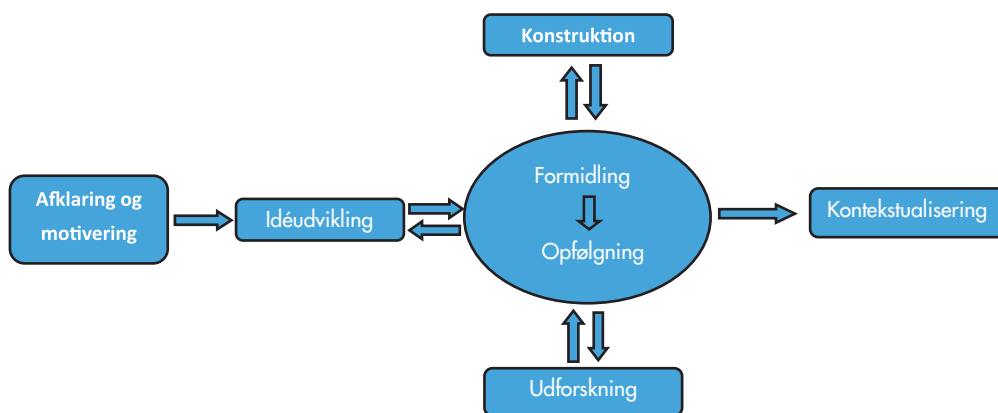 Konstruktion
Formidling
Afklaring og
motivering
Idéudvikling
Kontekstualisering
Opfølgning
Udforskning